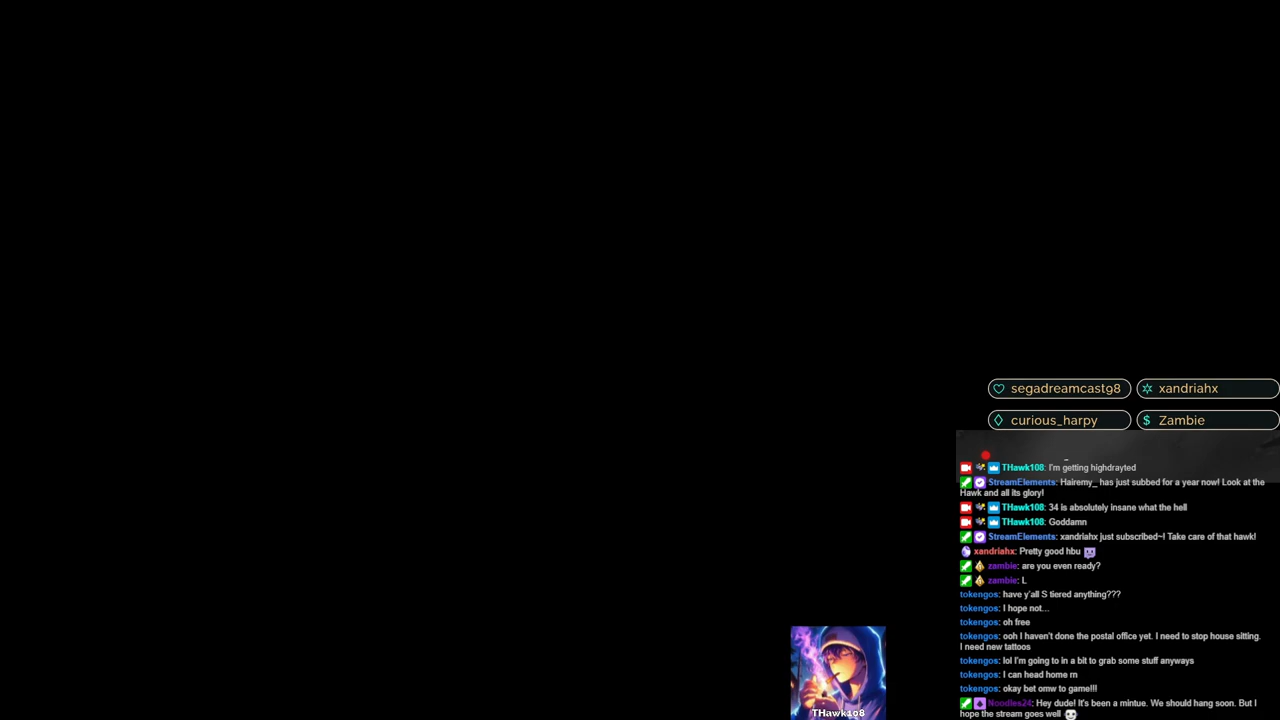 segadreamcast98 xandriahx
curious_harpy Zambie
THawk108: I'm getting highdrayted
StreamElements: Hairemy_ has just subbed for a year now! Look at the
Hawk and all its glory!
THawk108: 34 is absolutely insane what the hell
THawk108: Goddamn
StreamElements: xandriahx just subscribed~! Take care of that hawk!
xandriahx: Pretty good hbu
zambie: are you even ready?
zambie: L
tokengos: have y'all S tiered anything???
tokengos: I hope not...
tokengos: oh free
tokengos: ooh I haven't done the postal office yet. I need to stop house sitting.
I need new tattoos
tokengos: lol I'm going to in a bit to grab some stuff anyways
tokengos: I can head home rn
tokengos: okay bet omw to game!!!
Noodles24: Hey dude! It's been a mintue. We should hang soon. But I
hope the stream goes well
THawk108